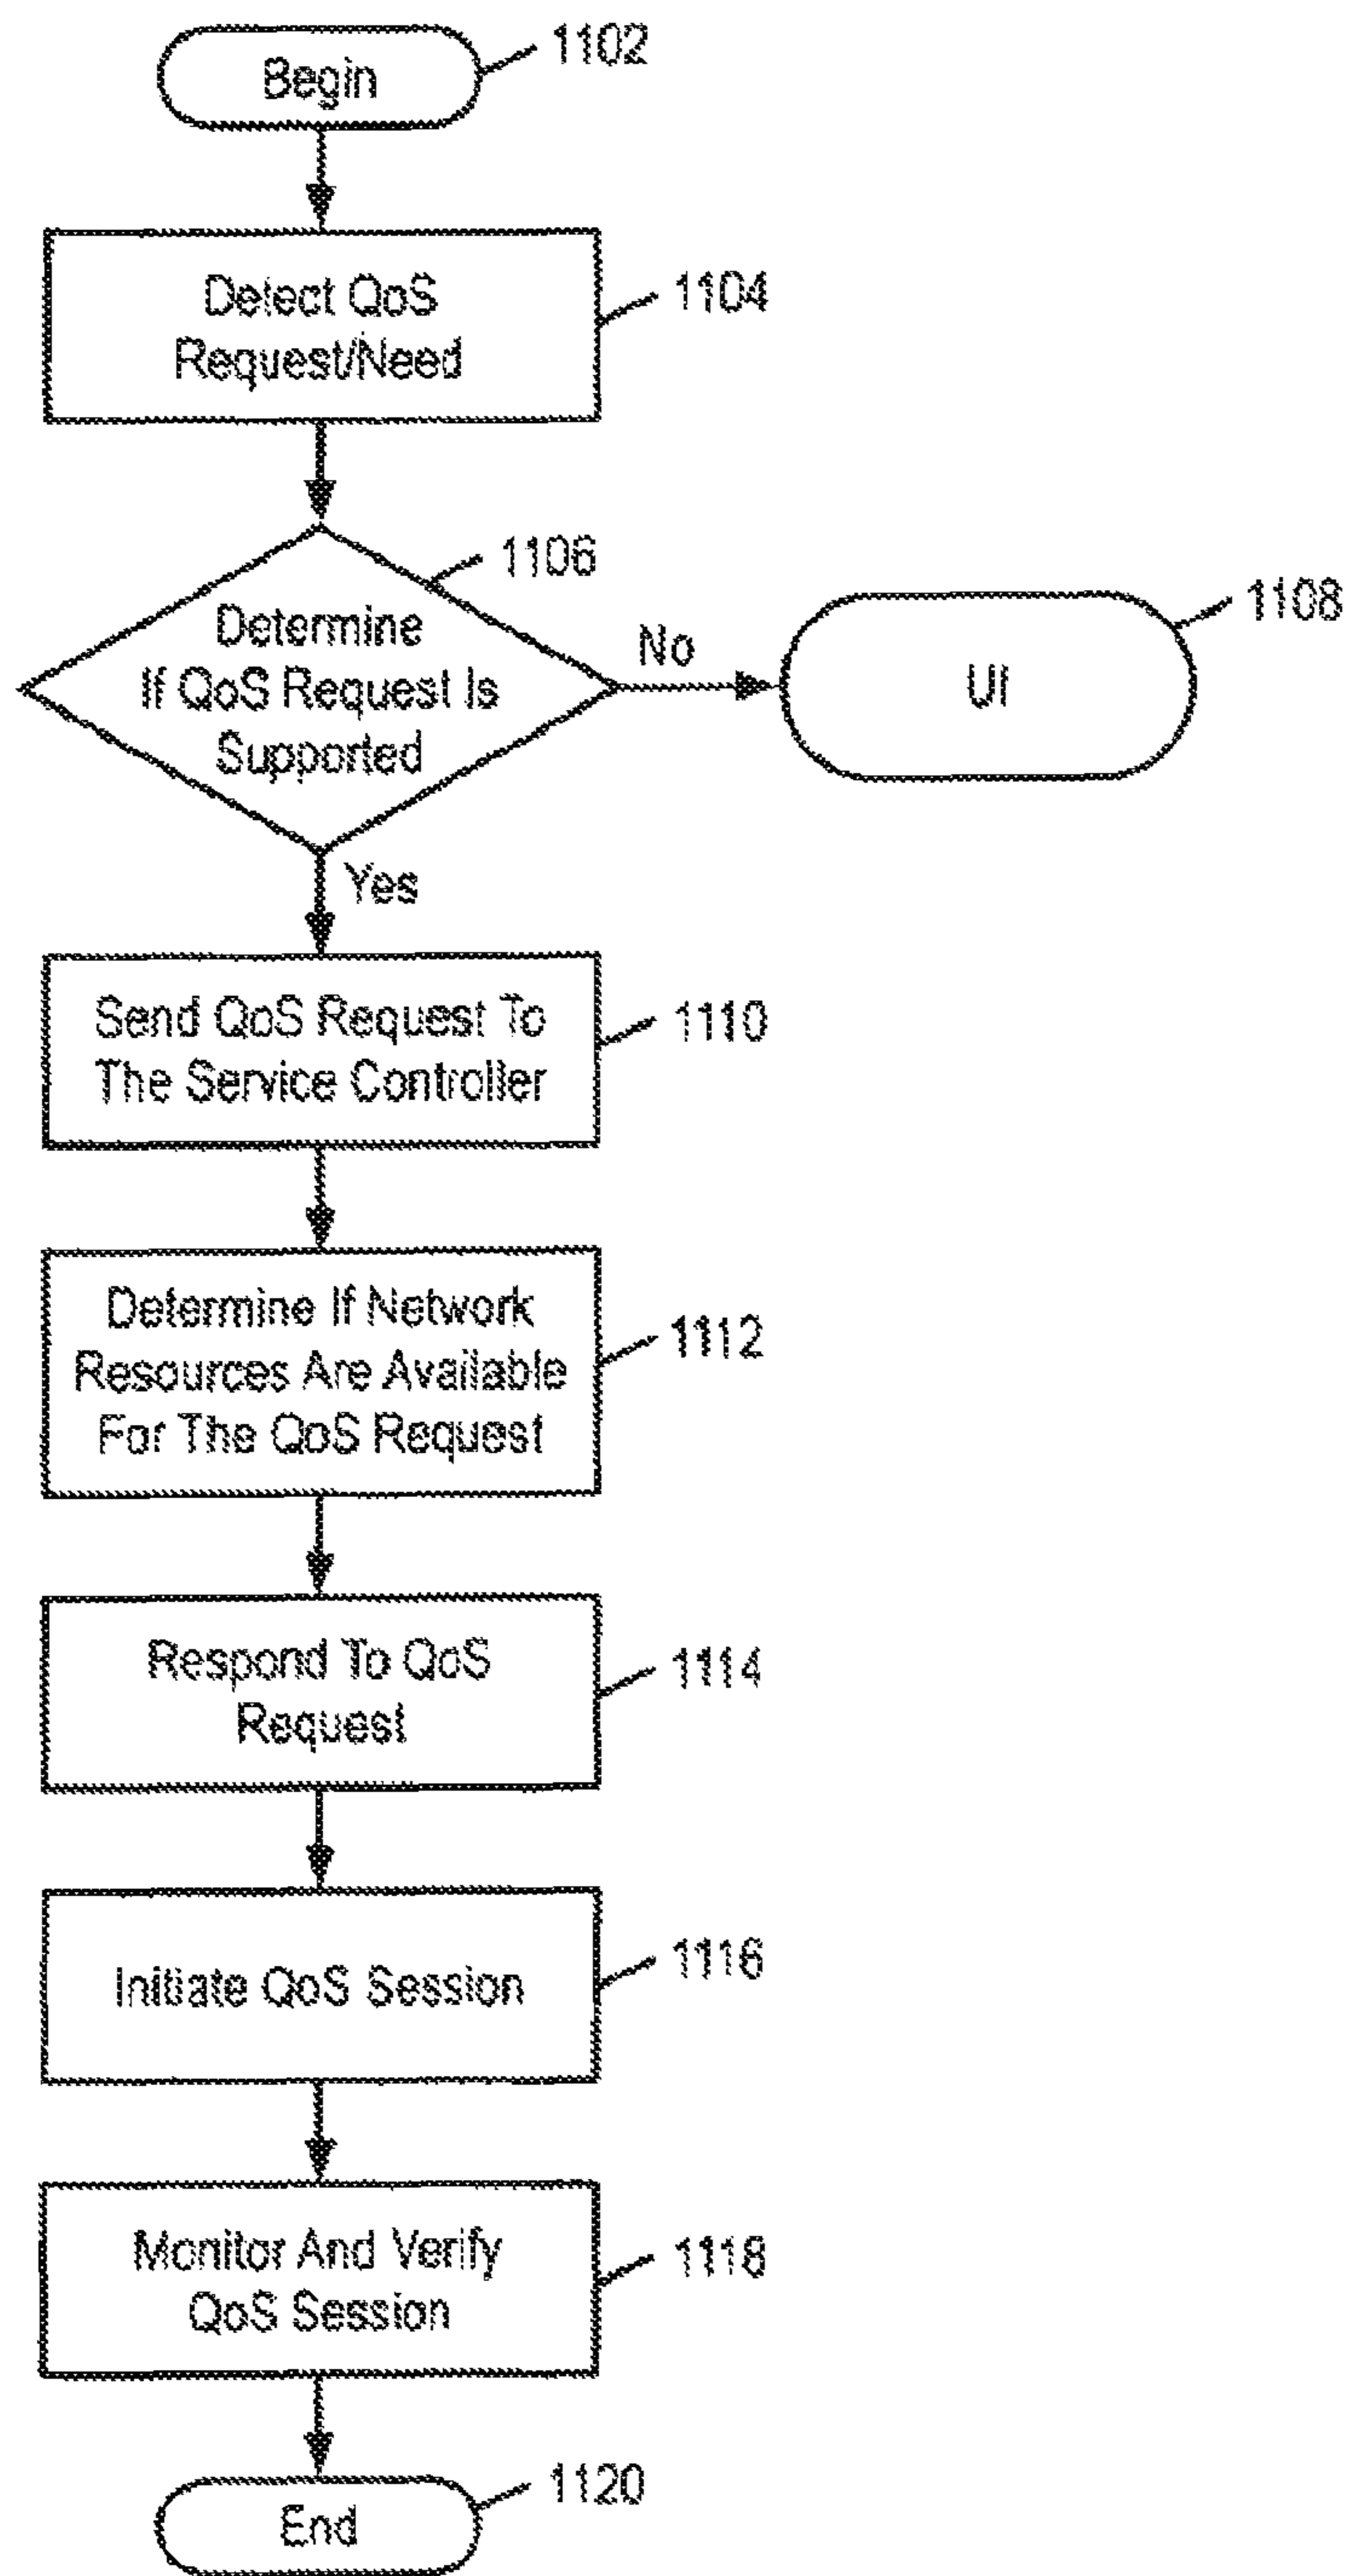 Begin
1102
Detect QoS
Request/Need
1104
1106
Determine
If QoS Request Is
Supported
No
UI
1108
Yes
Send QoS Request To
The Service Controller
1110
Determine If Network
Resources Are Available
For The QoS Request
1112
Respond To QoS
Request
1114
Initiate QoS Session
1116
Monitor And Verify
QoS Session
1118
End
1120